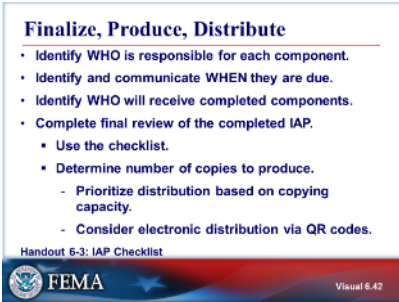 Finalize, Produce, Distribute
• Identify WHO is responsible for each component.
• Identify and communicate WHEN they are due.
• Identify WHO will receive completed components.
• Complete final review of the completed IAP.
▪ Use the checklist.
▪ Determine number of copies to produce.
- Prioritize distribution based on copying
capacity.
- Consider electronic distribution via QR codes.
Handout 6-3: IAP Checklist
FEMA
Visual 6.42